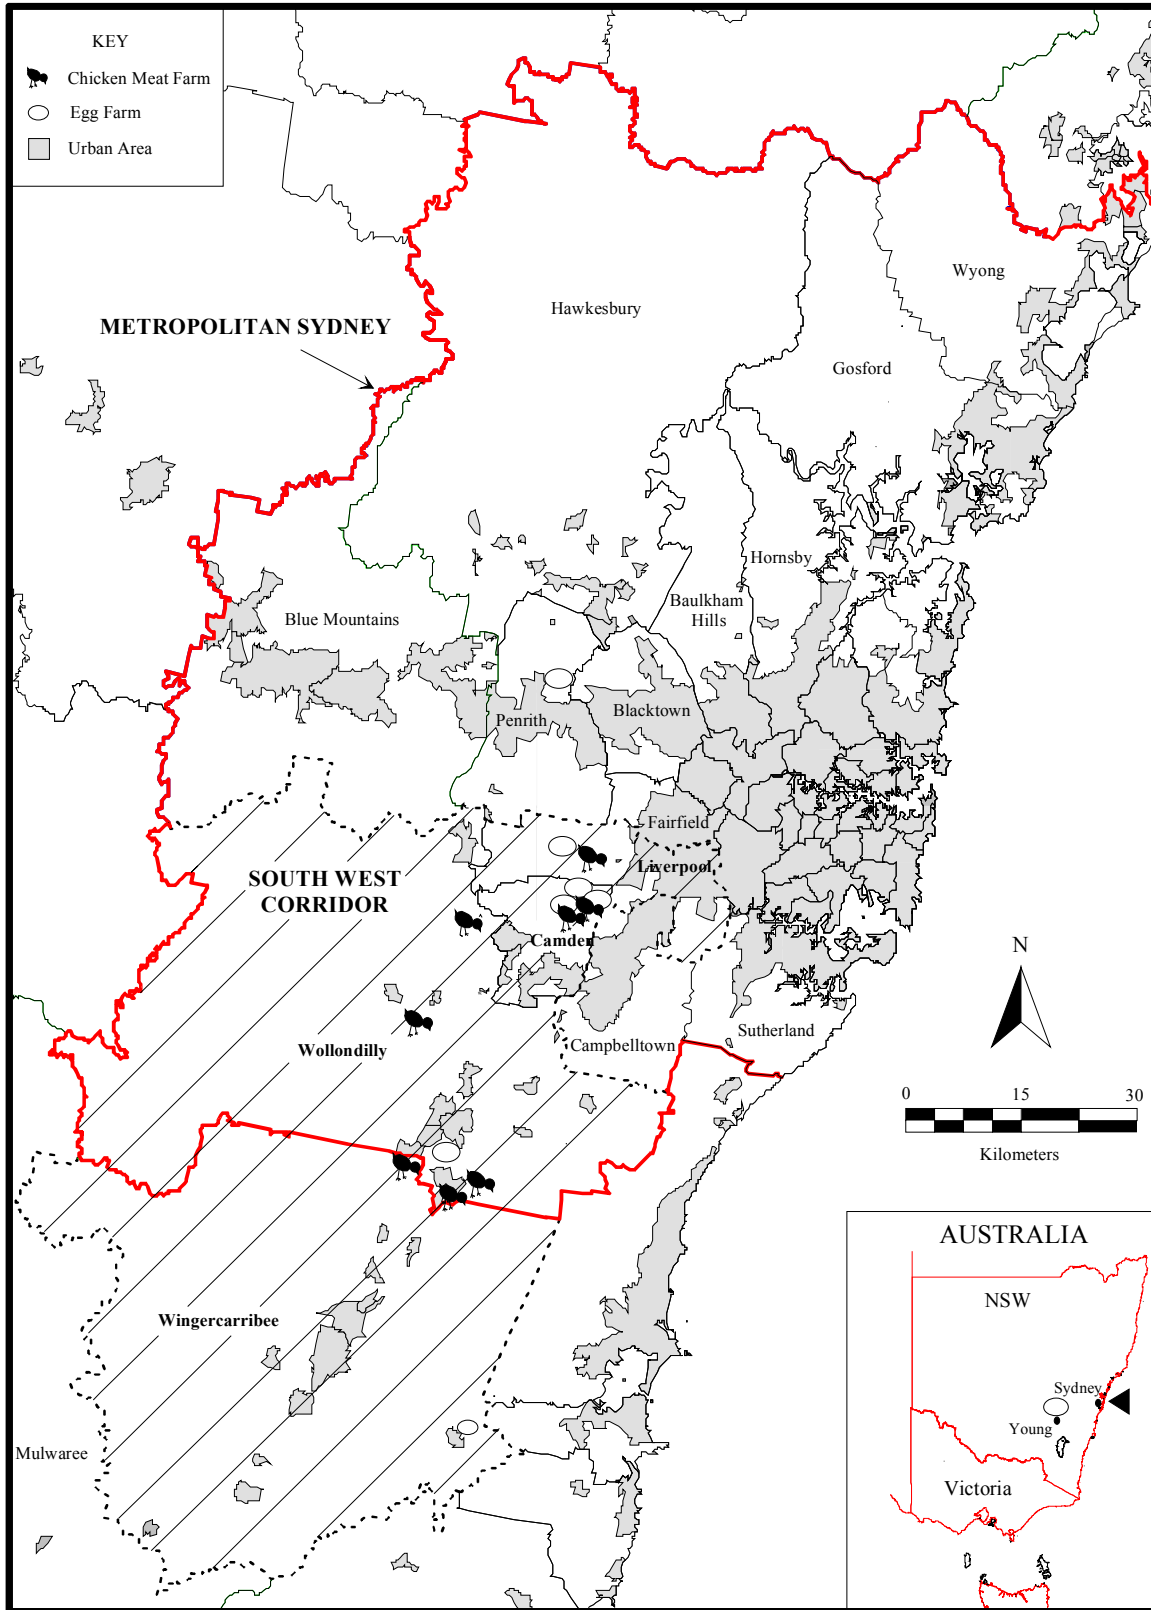 KEY
Chicken Meat Farm
Egg Farm
Urban Area
Wyong
Hawkesbury
METROPOLITAN SYDNEY
Gosford
Hornsby
Baulkham
Hills
Blue Mountains
Blacktown
Penrith
Fairfield
Liverpool
SOUTH WEST
CORRIDOR
Camden
N
Sutherland
Campbelltown
Wollondilly
0 15 30
Kilometers
AUSTRALIA
NSW
Wingercarribee
Sydney
Young
Mulwaree
Victoria